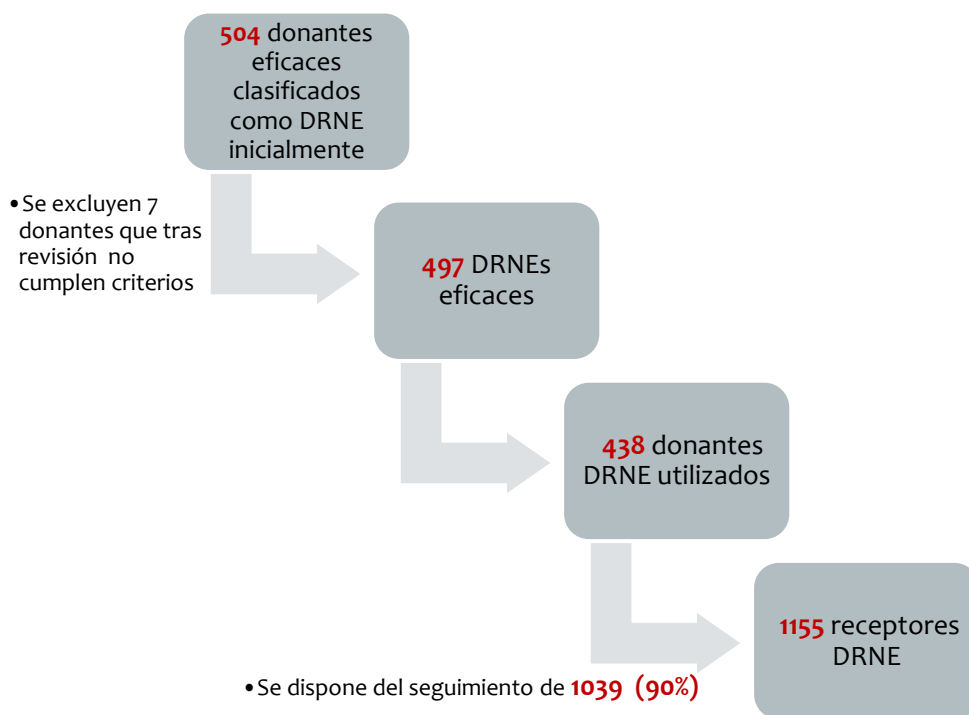 504 donantes
eficaces
clasificados
como DRNE
inicialmente
•Se excluyen 7
donantes que tras
revisión no
cumplen criterios
497 DRNEs
eficaces
438 donantes
DRNE utilizados
1155 receptores
DRNE
•Se dispone del seguimiento de 1039 (90%)